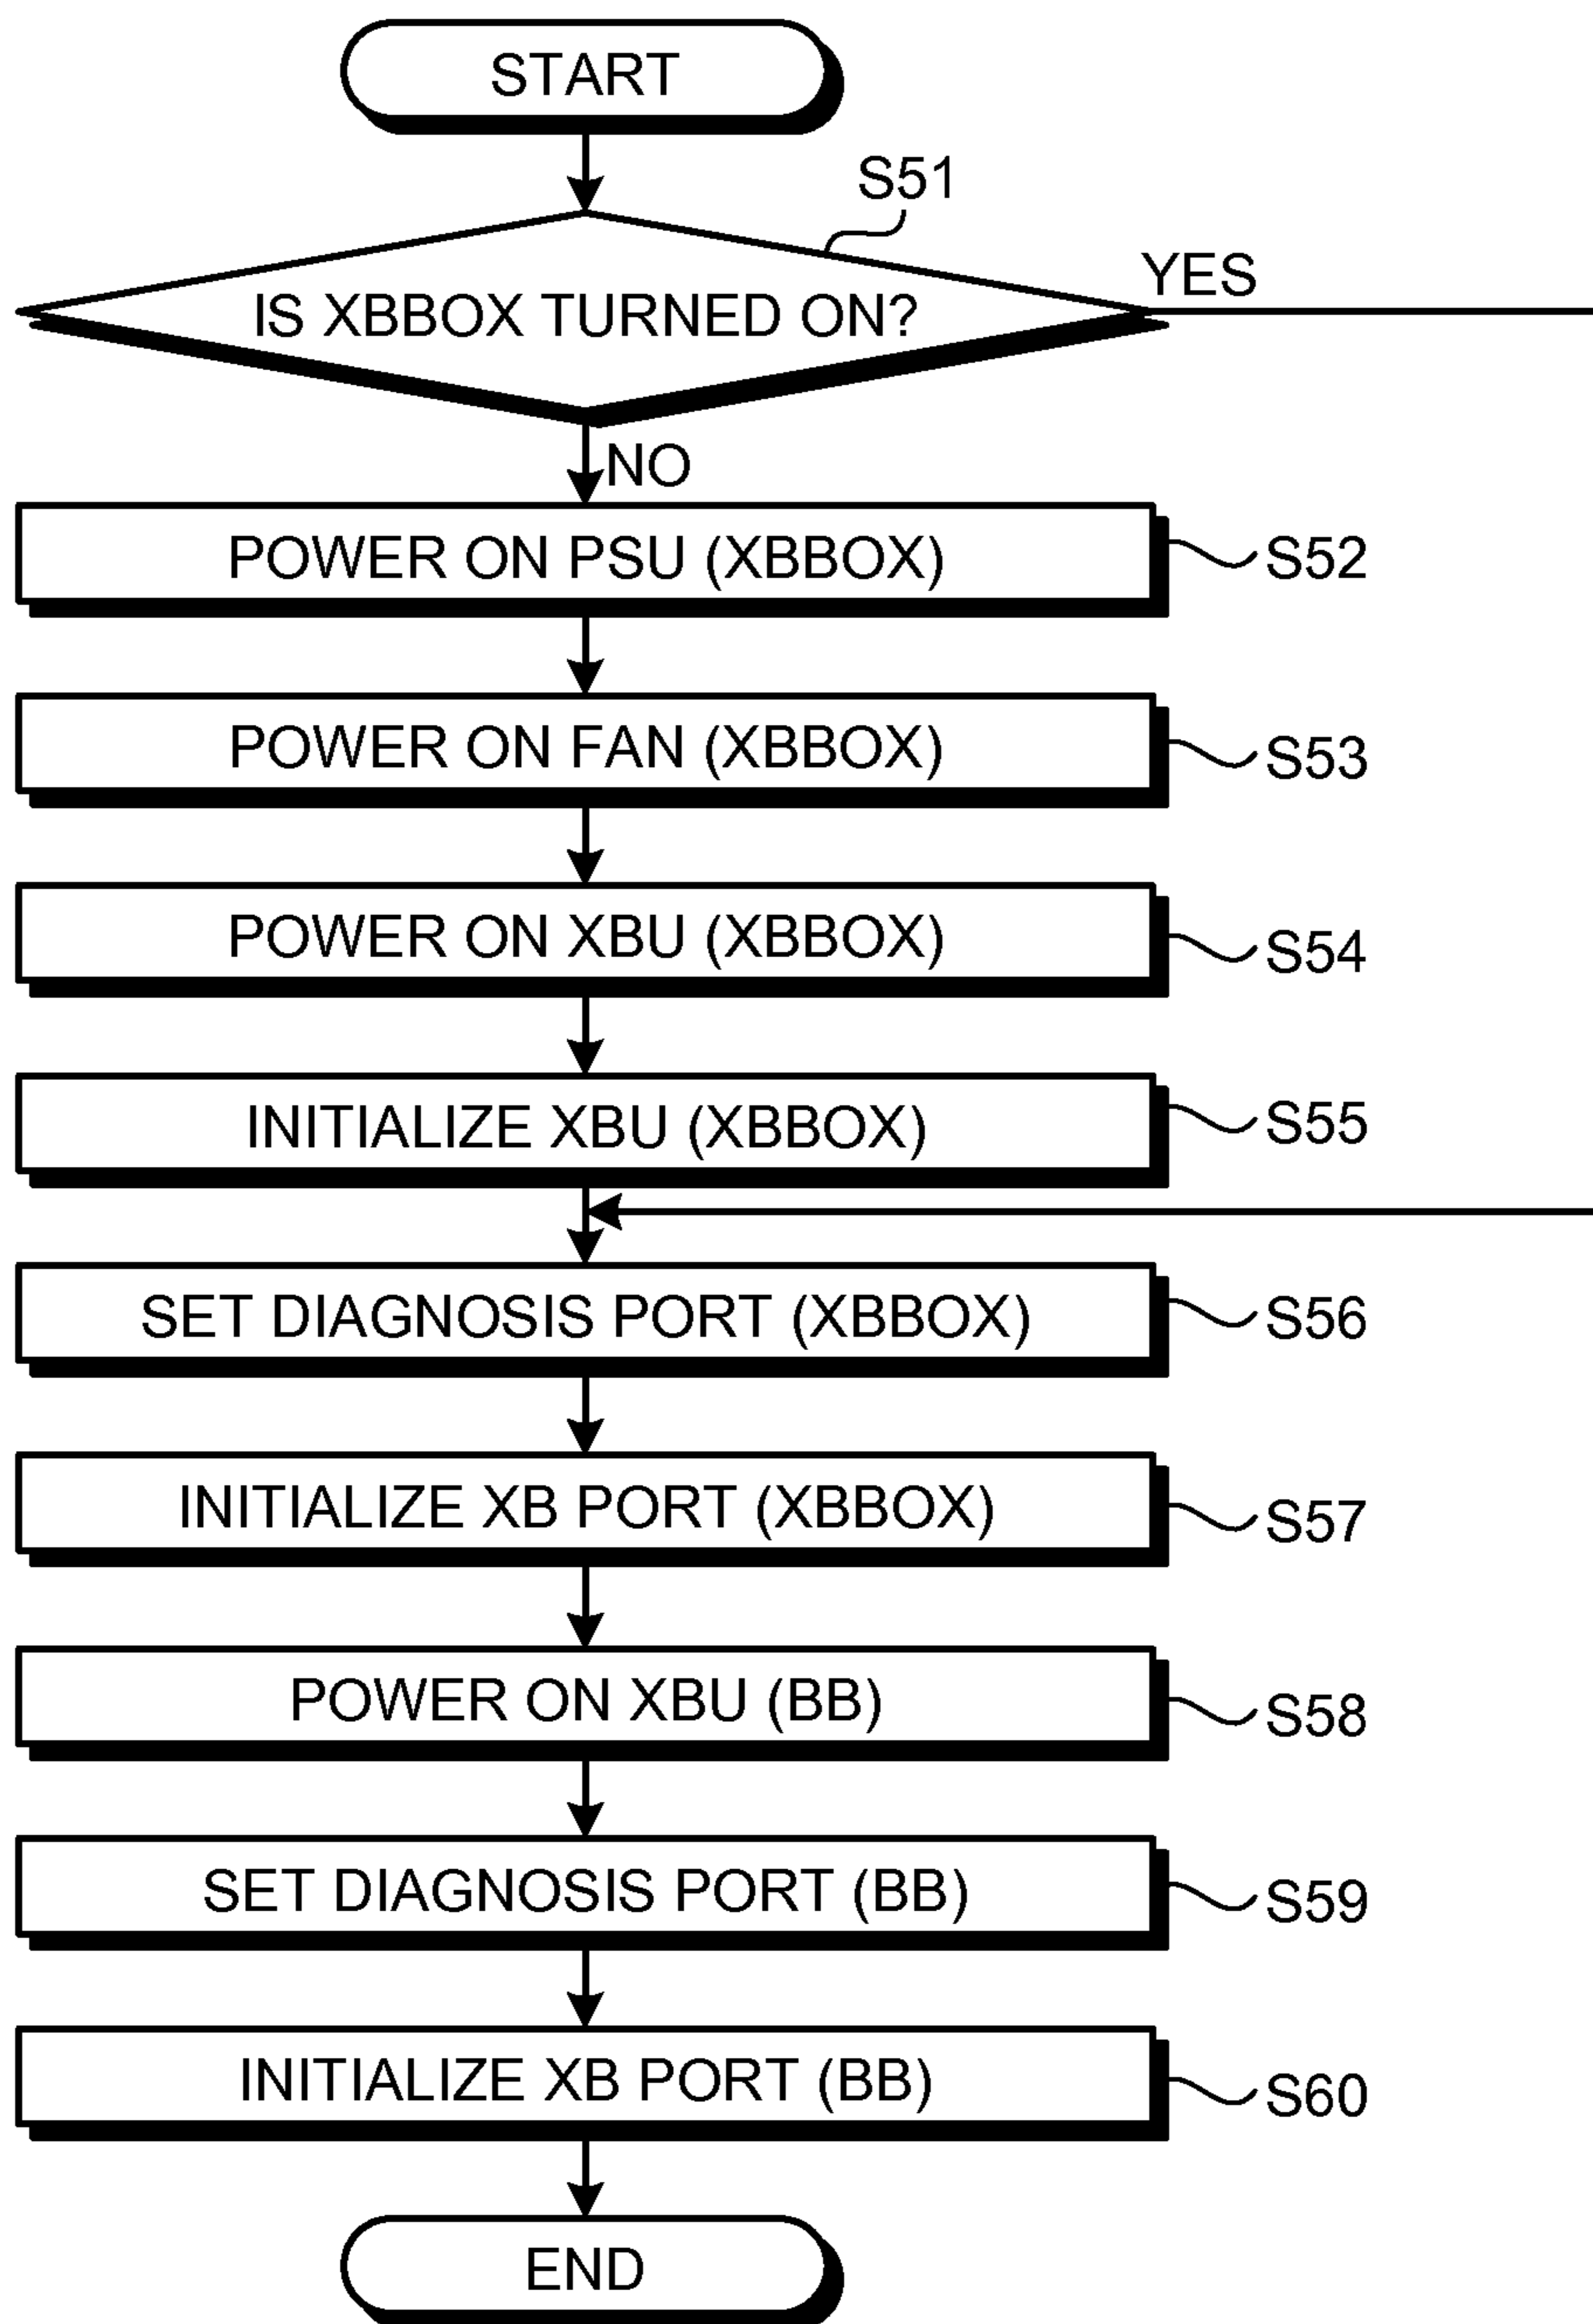 START
S51
IS XBBOX TURNED ON?
YES
NO
POWER ON PSU (XBBOX)
S52
POWER ON FAN (XBBOX)
S53
POWER ON XBU (XBBOX)
S54
INITIALIZE XBU (XBBOX)
S55
SET DIAGNOSIS PORT (XBBOX)
S56
INITIALIZE XB PORT (XBBOX)
S57
POWER ON XBU (BB)
S58
SET DIAGNOSIS PORT (BB)
S59
INITIALIZE XB PORT (BB)
S60
END